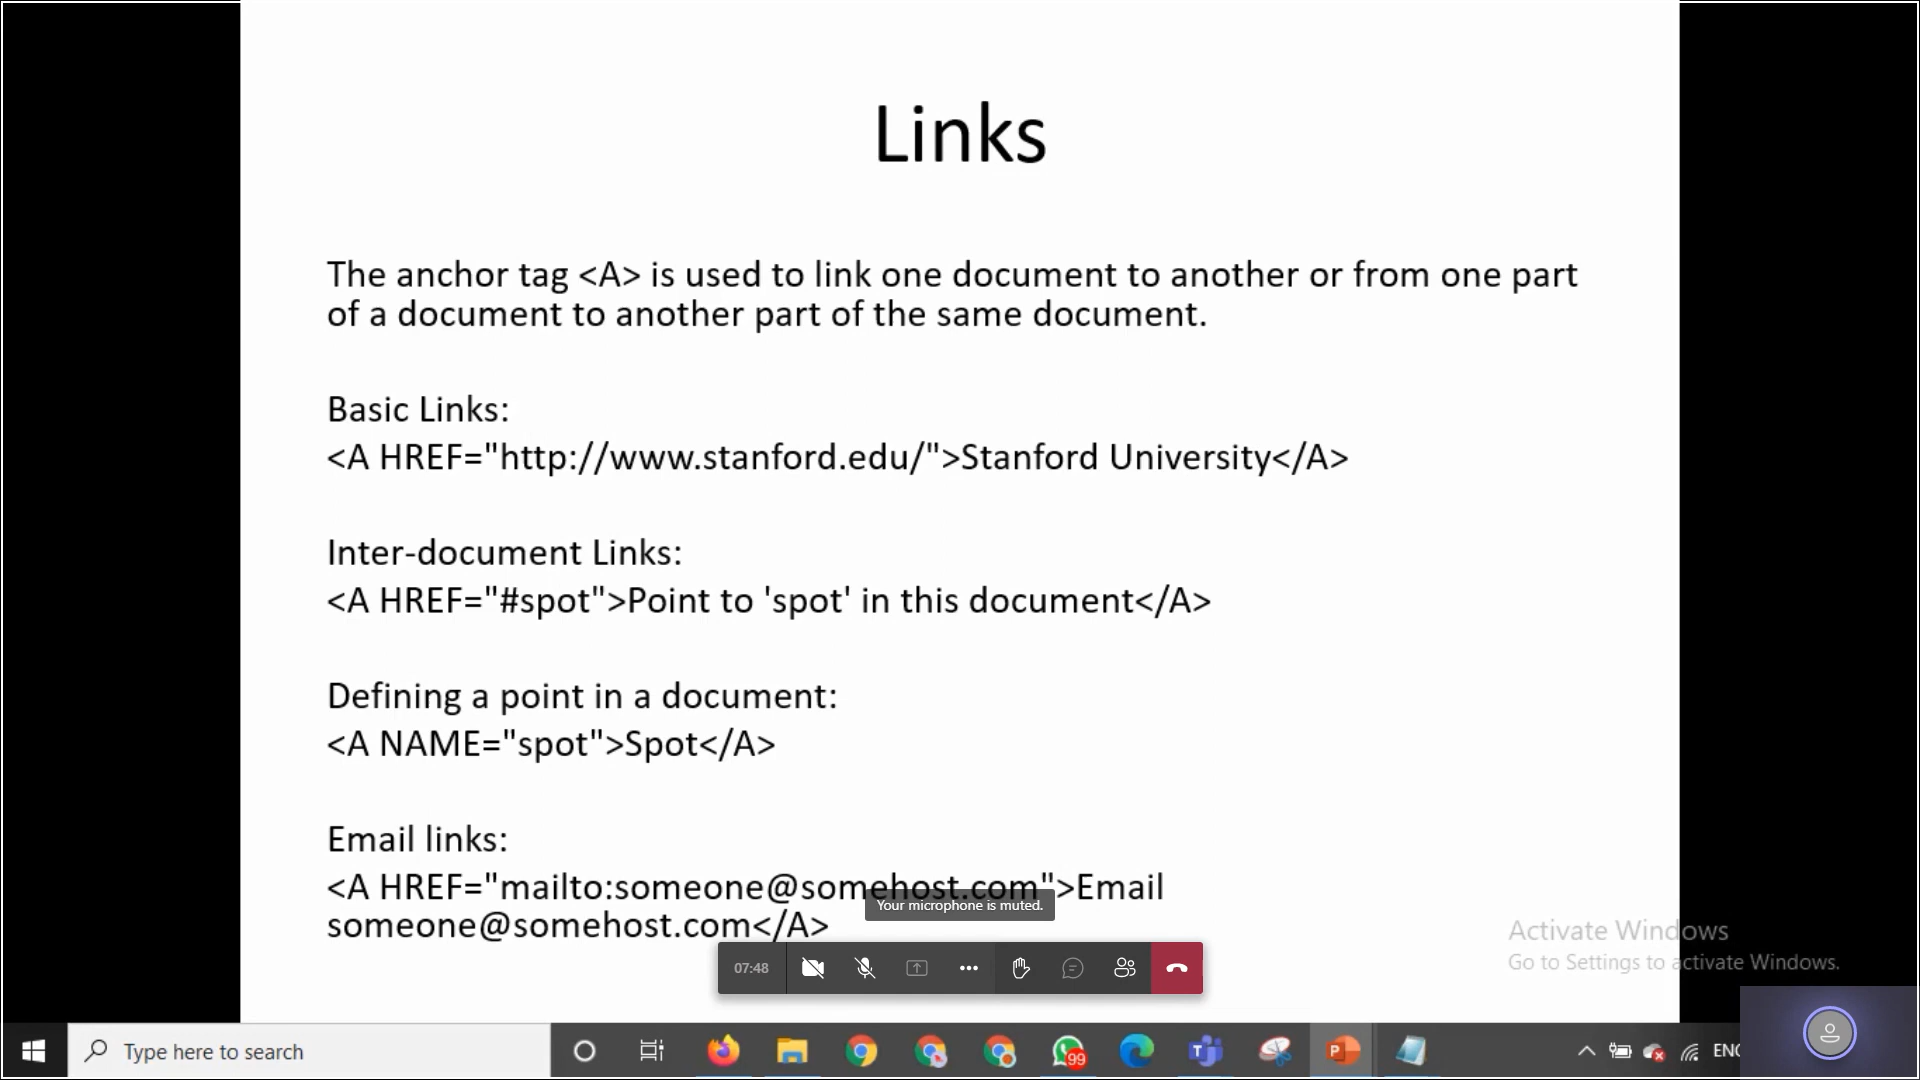 Links
The anchor tag <A> is used to link one document to another or from one part
of a document to another part of the same document.
Basic Links:
<A HREF="http://www.stanford.edu/">Stanford University</A>
Inter-document Links:
<A HREF="#spot">Point to 'spot' in this document</A>
Defining a point in a document:
<A NAME="spot">Spot</A>
Email links:
<A HREF="mailto:someone@somehost.com">Email
someone@somehost.com</A>
Your microphone is muted.
07:48
Activate Windows
Go to Settings to activate Windows.
Type here to search
99
ENG